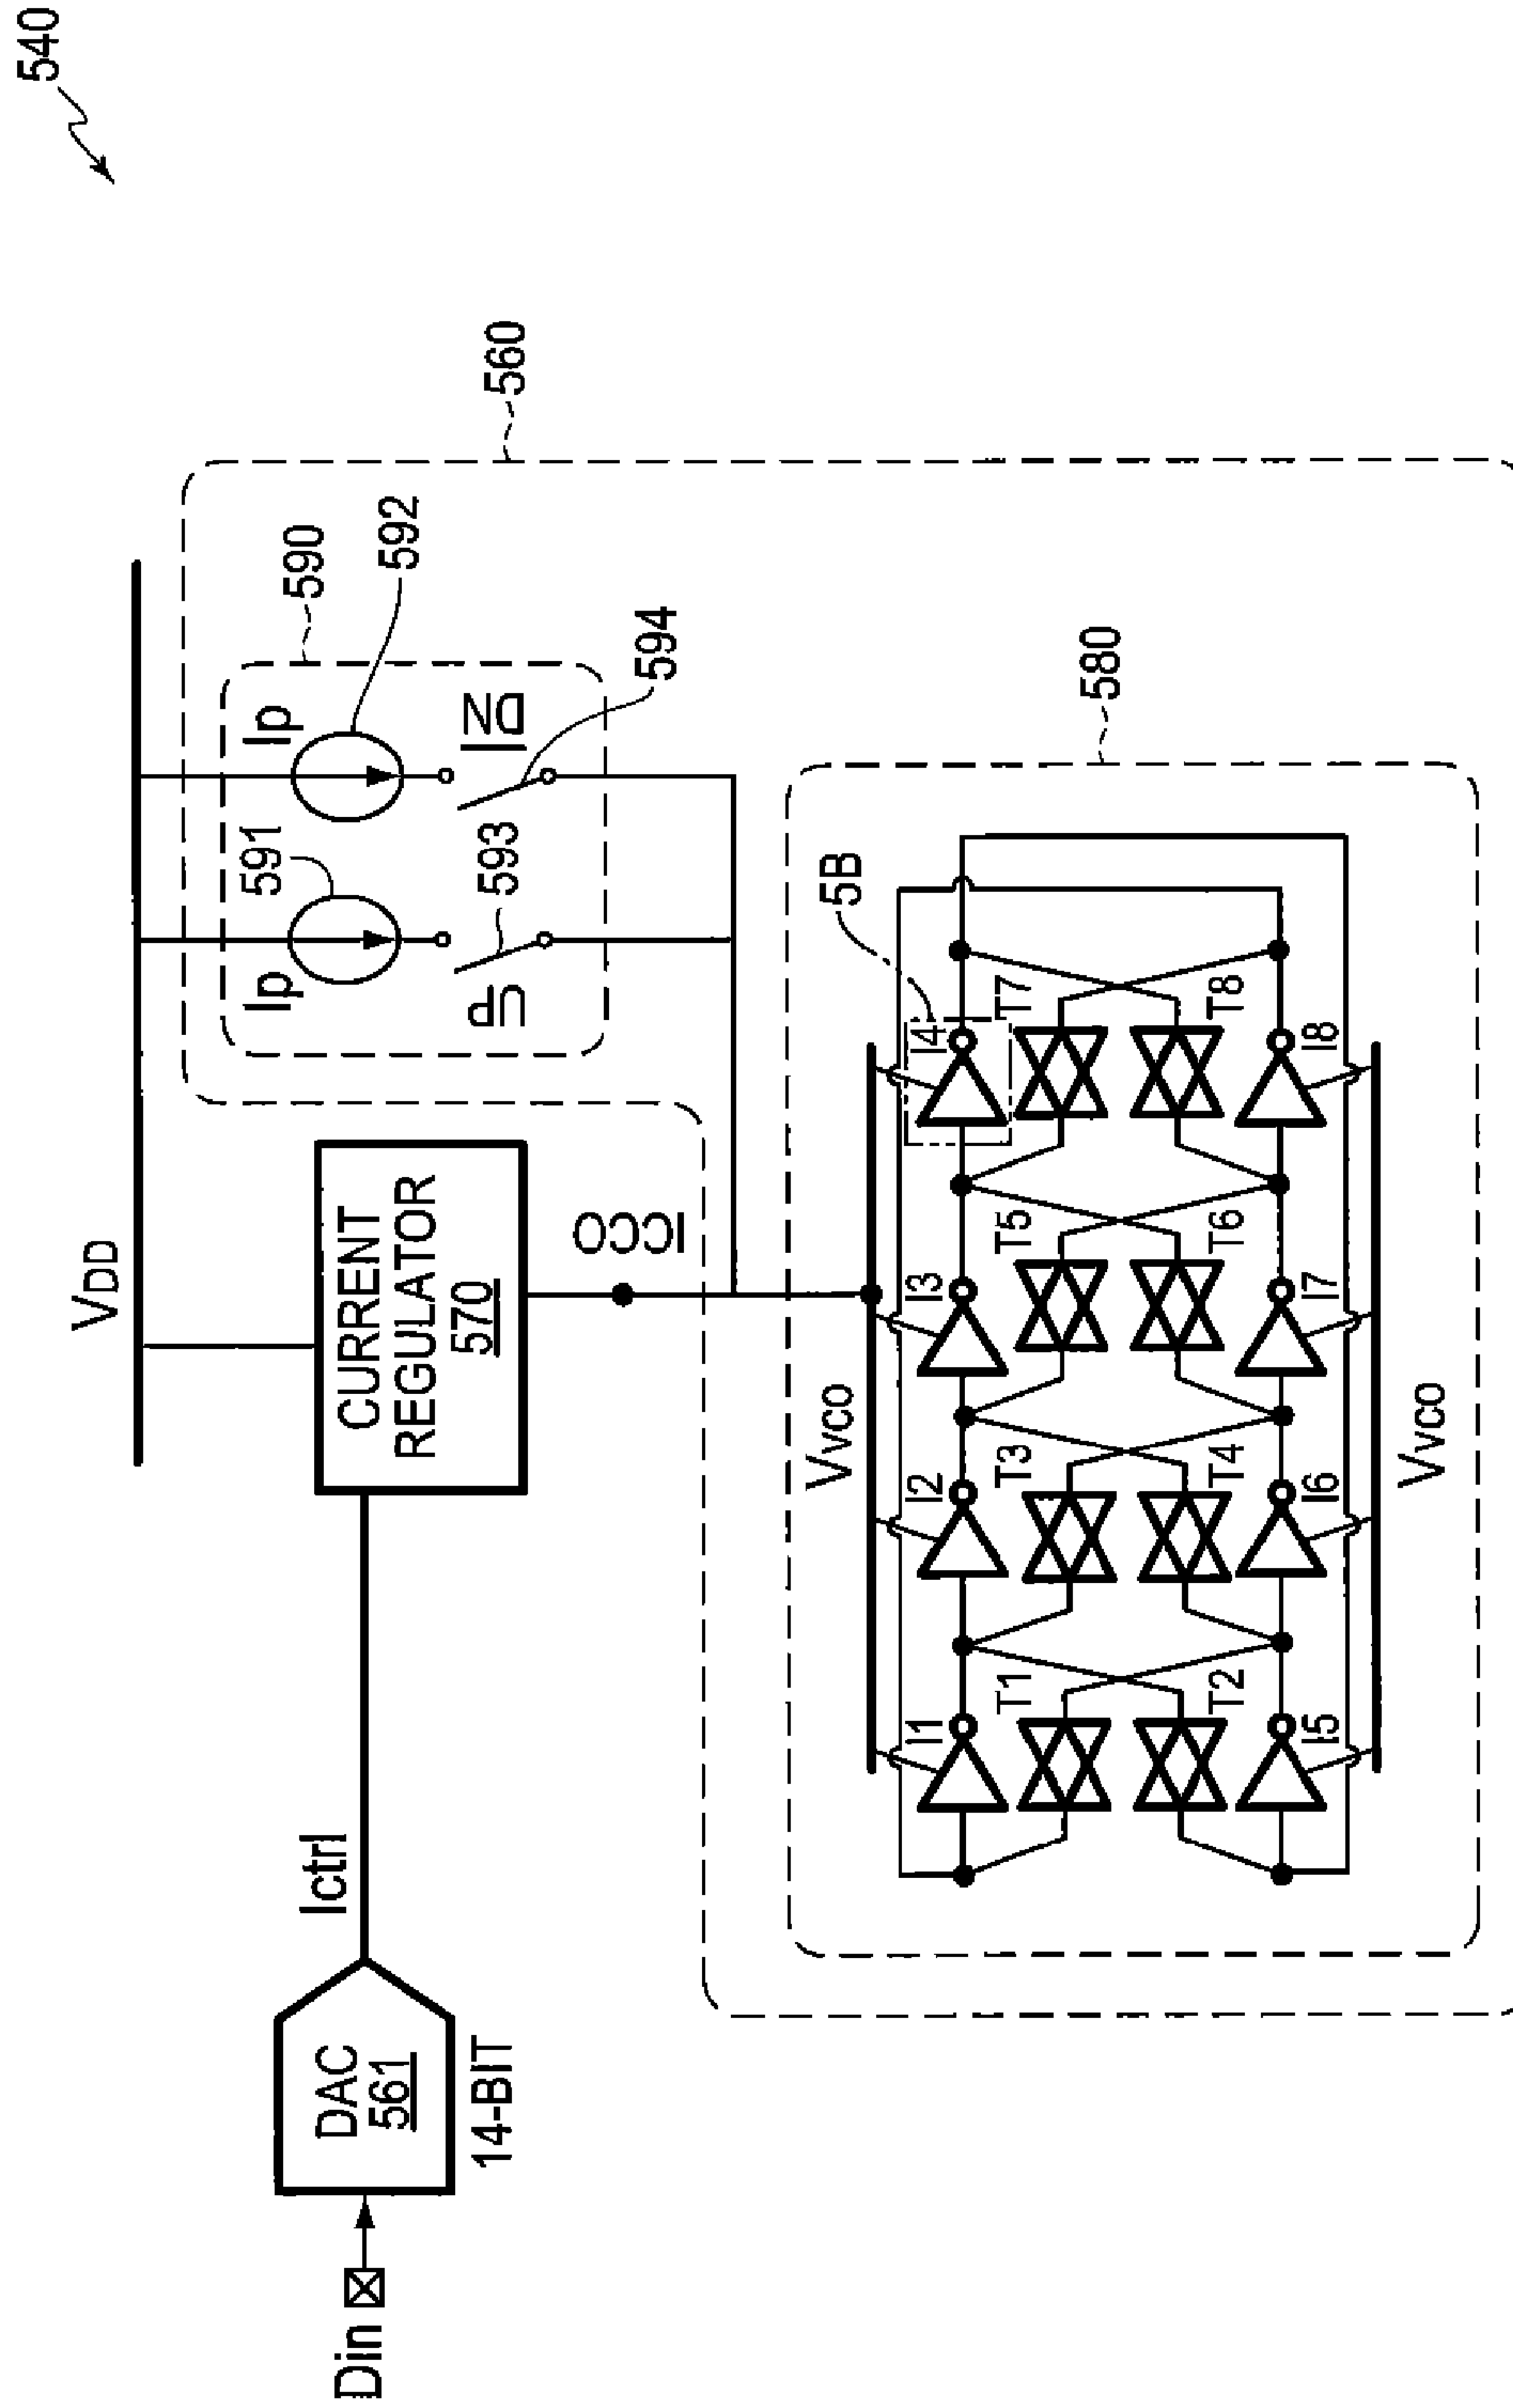 540
VDD
Ip
591
Ip
590
592
Ictrl
Din
DAC
561
14-BIT
CURRENT
REGULATOR
570
UP
593
D̅N̅
560
ICCO
594
VVCO
5B
I1 I2 I3 I4
T1 T3 T5 T7
580
T2 T4 T6 T8
I5 I6 I7 I8
VVCO